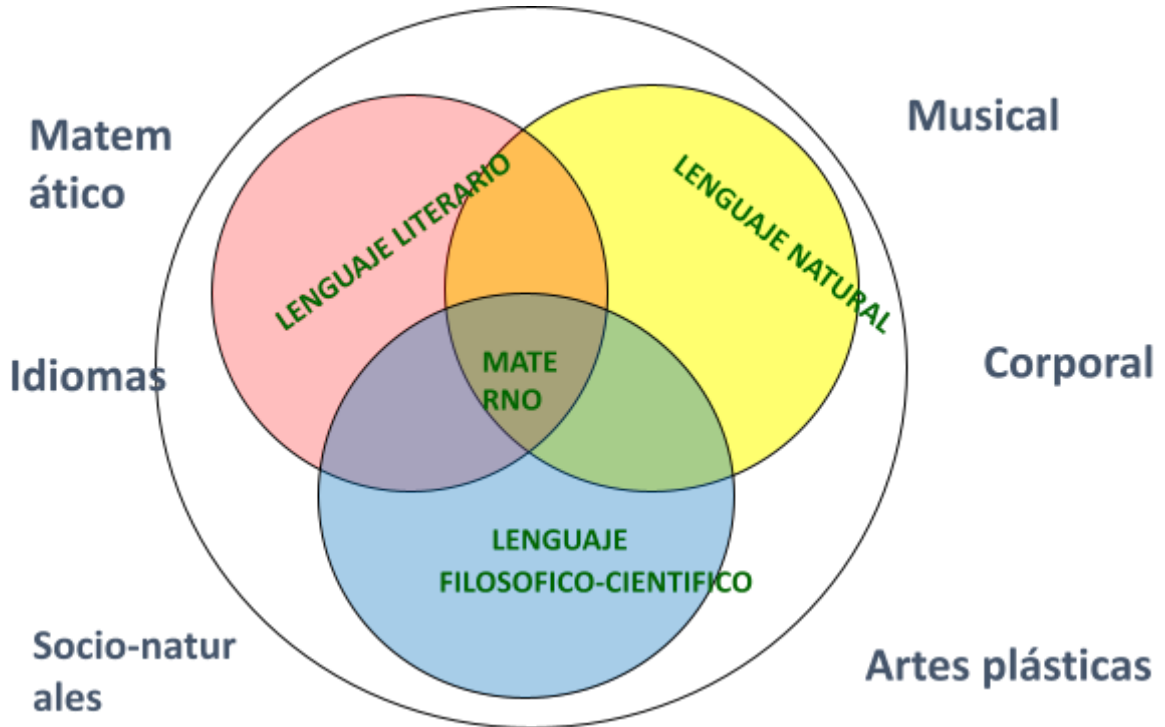 Matem
ático
Musical
LENGUAJE LITERARIO
LENGUAJE NATURAL
Idiomas
MATE
RNO
Corporal
LENGUAJE
FILOSOFICO-CIENTIFICO
Socio-natur
ales
Artes plásticas